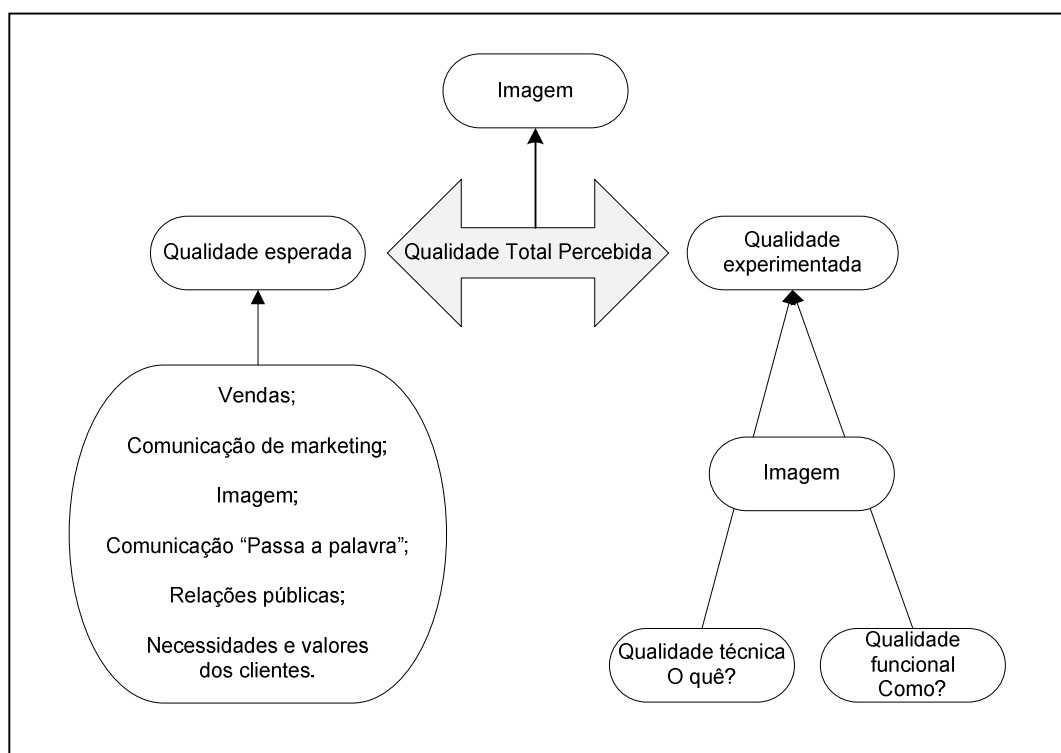 Imagem
Qualidade esperada
Qualidade Total Percebida
Qualidade
experimentada
Vendas;
Comunicação de marketing;
Imagem;
Comunicação “Passa a palavra”;
Relações públicas;
Necessidades e valores
dos clientes.
Imagem
Qualidade técnica
O quê?
Qualidade
funcional
Como?